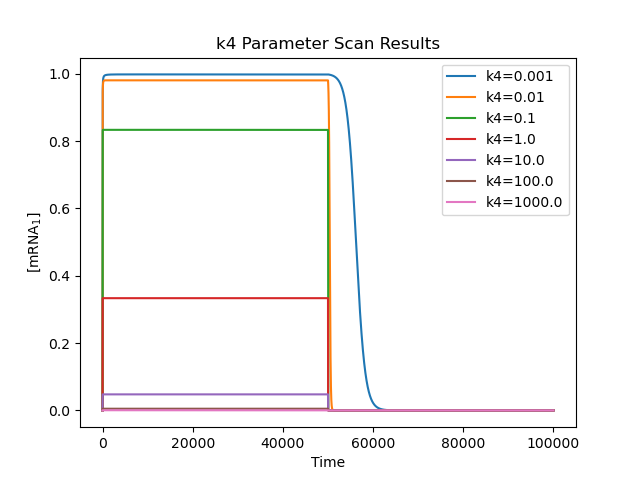 k4 Parameter Scan Results
k4=0.001
k4=0.01
k4=0.1
k4=1.0
k4=10.0
k4=100.0
k4=1000.0
[mRNA₁]
1.0
0.8
0.6
0.4
0.2
0.0
0 20000 40000 60000 80000 100000
Time